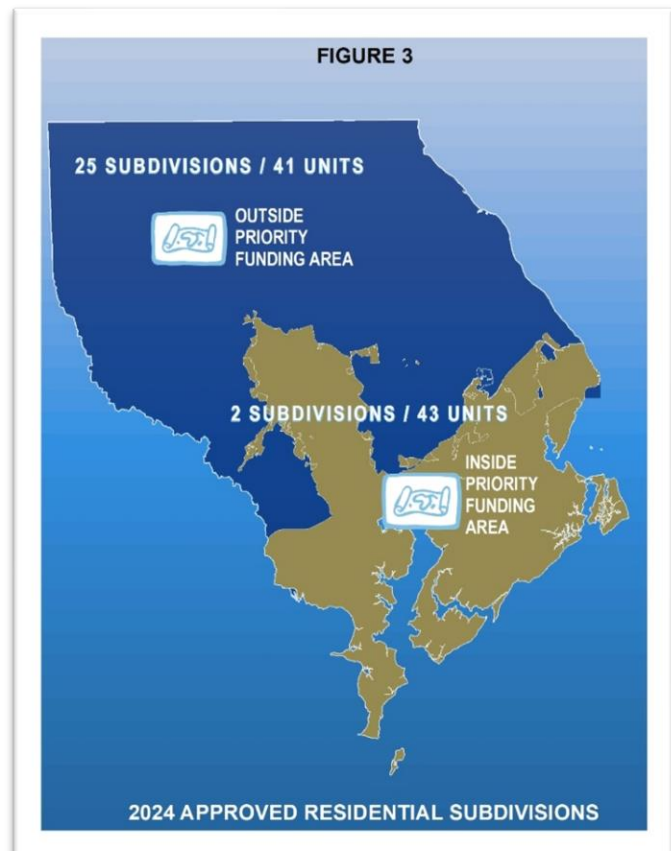 FIGURE 3
25 SUBDIVISIONS / 41 UNITS
OUTSIDE
PRIORITY
FUNDING AREA
2 SUBDIVISIONS / 43 UNITS
INSIDE
PRIORITY
FUNDING
AREA
2024 APPROVED RESIDENTIAL SUBDIVISIONS